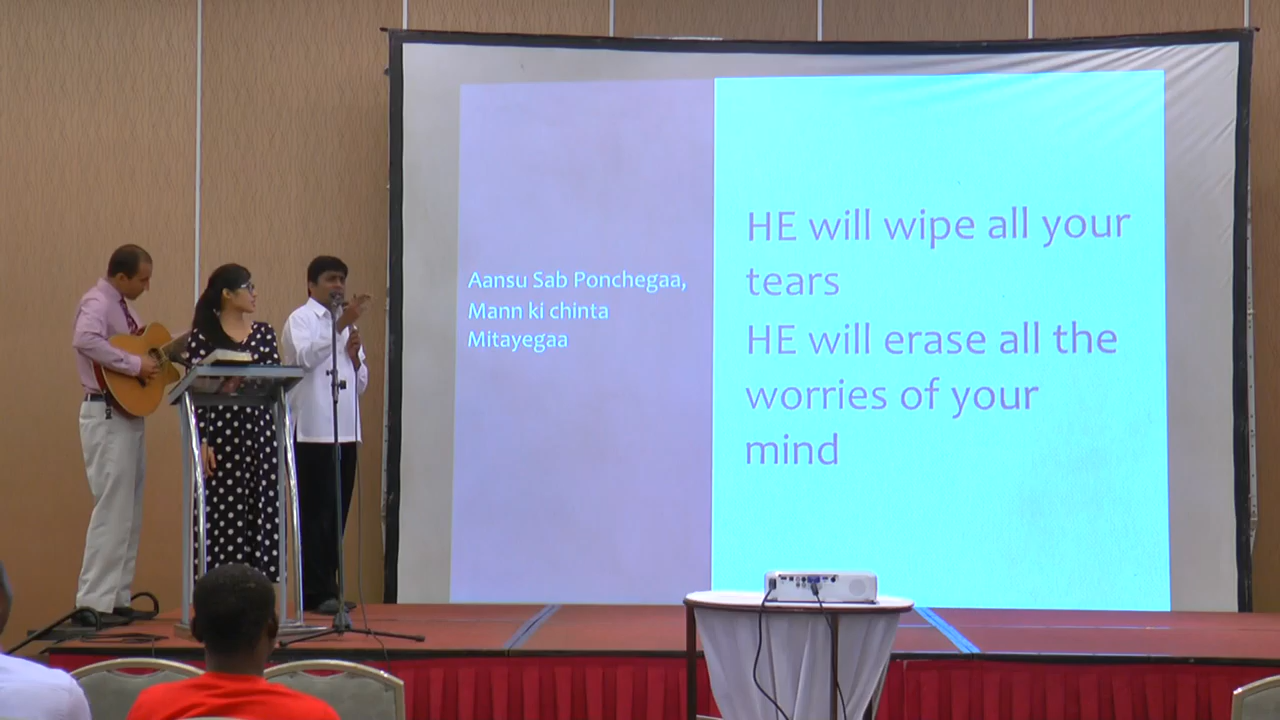 Aansu Sab Ponchegaa,
Mann ki chinta
Mitayegaa
HE will wipe all your
tears
HE will erase all the
worries of your
mind